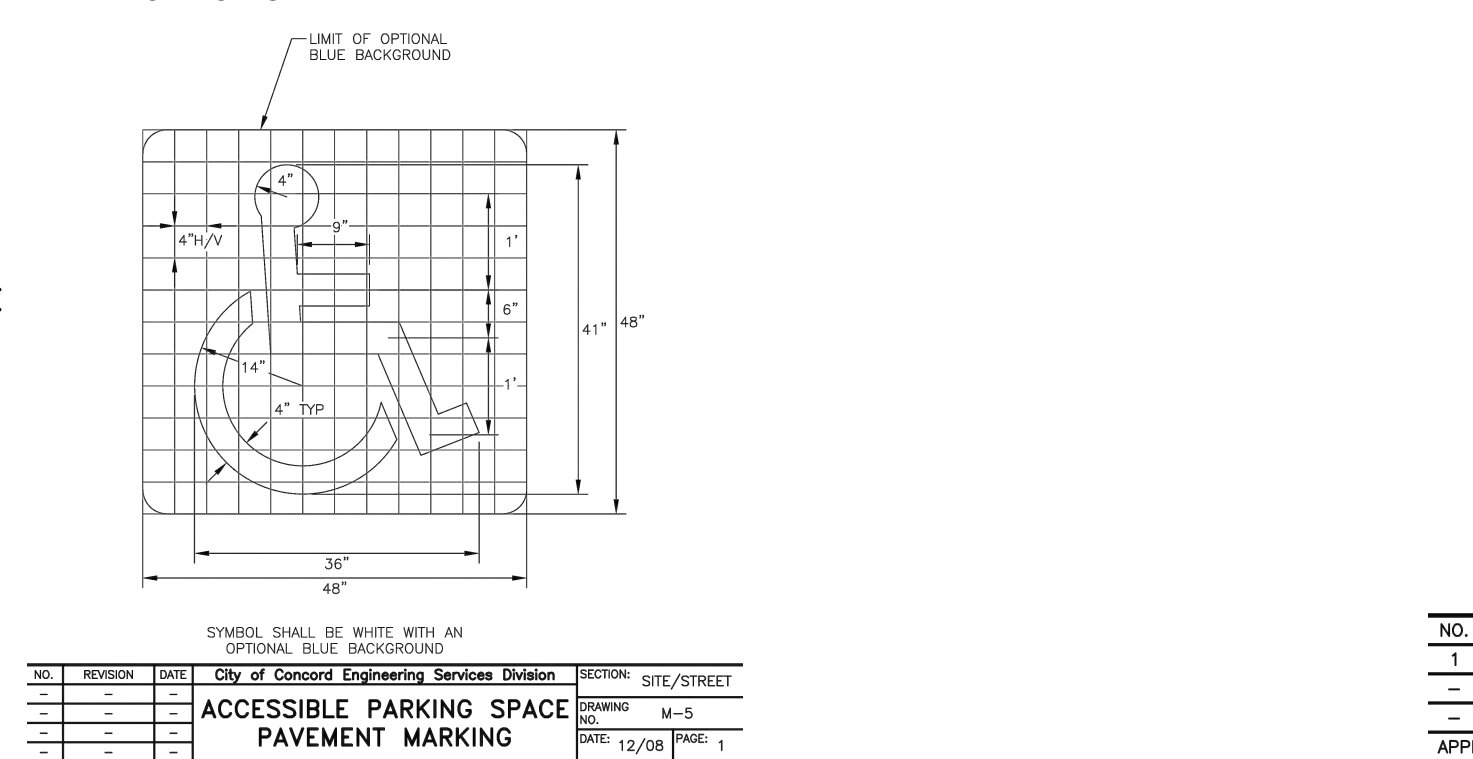 LIMIT OF OPTIONAL
BLUE BACKGROUND
4"
9"
4"H/V
1'
6"
41"
48"
14"
1'
4" TYP
36"
48"
SYMBOL SHALL BE WHITE WITH AN
OPTIONAL BLUE BACKGROUND
NO. REVISION DATE
– – –
– – –
– – –
– – –
City of Concord Engineering Services Division
ACCESSIBLE PARKING SPACE
PAVEMENT MARKING
SECTION: SITE/STREET
DRAWING
NO. M–5
DATE: 12/08 PAGE: 1
NO.
1
–
–